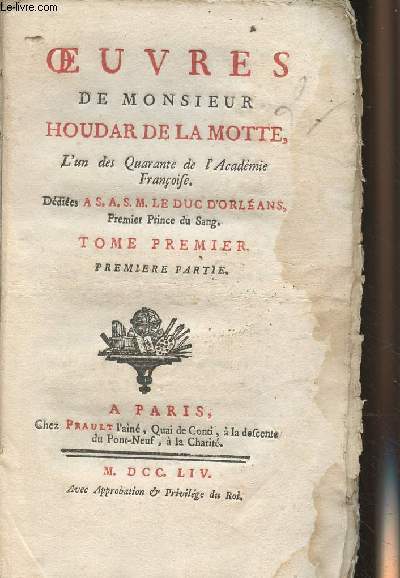 www.le-livre.com
ŒUVRES
DE MONSIEUR
HOUDAR DE LA MOTTE,
L'un des Quarante de l'Académie
Françoise.
Dédiées A S. A. S. M. LE DUC D'ORLÉANS,
Premier Prince du Sang.
TOME PREMIER.
PREMIERE PARTIE.
A PARIS,
Chez PRAULT l'aîné, Quai de Conti, à la descente
du Pont-Neuf, à la Charité.
M. DCC. LIV.
Avec Approbation & Privilége du Roi.